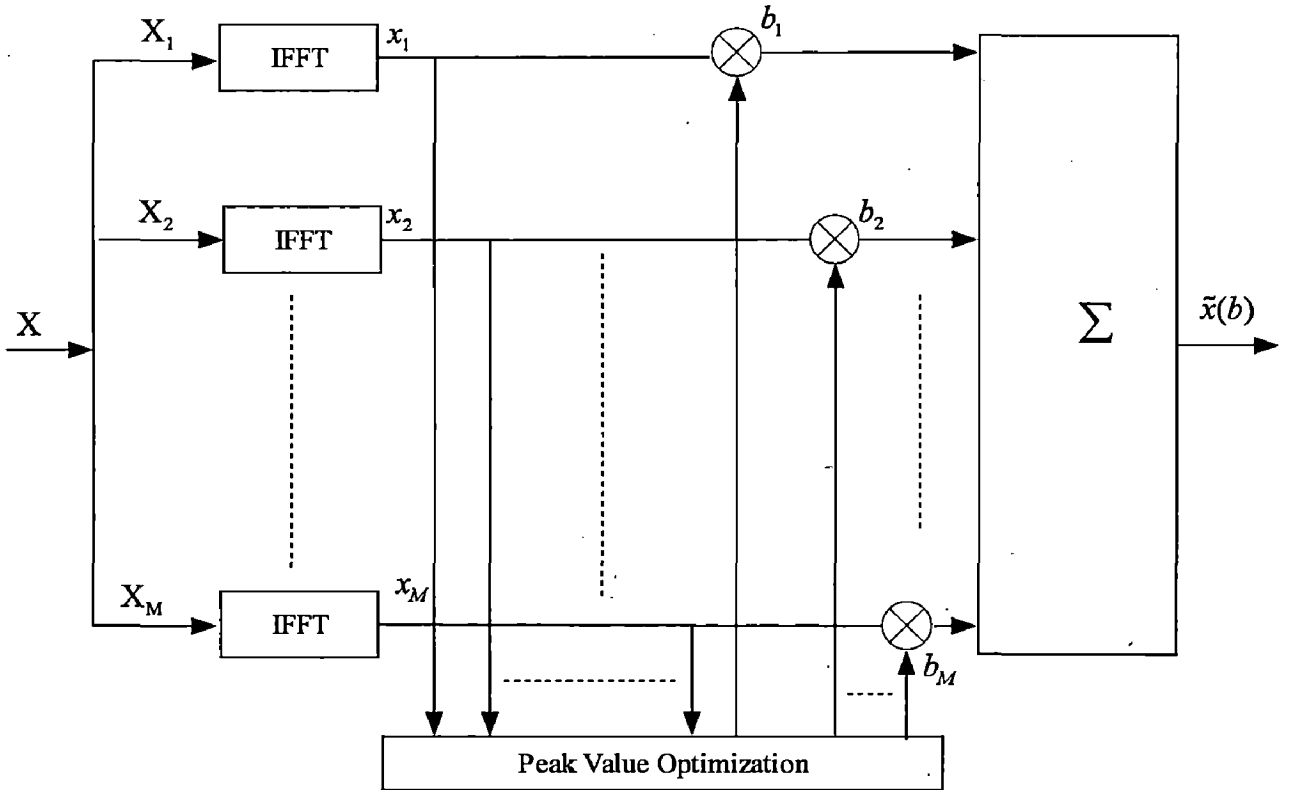 X₁ IFFT x₁ b₁
X₂ IFFT x₂ b₂
X Σ x̃(b)
X_M IFFT x_M b_M
Peak Value Optimization